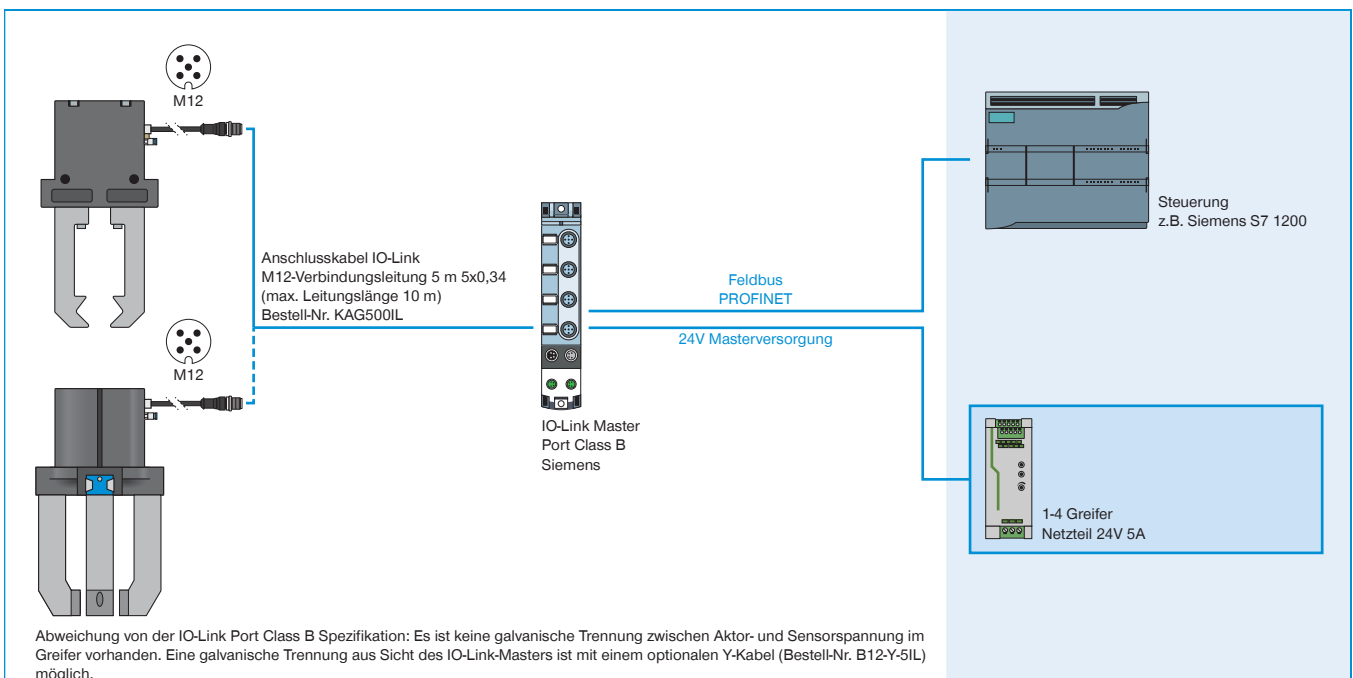 M12
Anschlusskabel IO-Link
M12-Verbindungsleitung 5 m 5x0,34
(max. Leitungslänge 10 m)
Bestell-Nr. KAG500IL
M12
IO-Link Master
Port Class B
Siemens
Feldbus
PROFINET
24V Masterversorgung
Steuerung
z.B. Siemens S7 1200
1-4 Greifer
Netzteil 24V 5A
Abweichung von der IO-Link Port Class B Spezifikation: Es ist keine galvanische Trennung zwischen Aktor- und Sensorspannung im
Greifer vorhanden. Eine galvanische Trennung aus Sicht des IO-Link-Masters ist mit einem optionalen Y-Kabel (Bestell-Nr. B12-Y-5IL)
möglich.